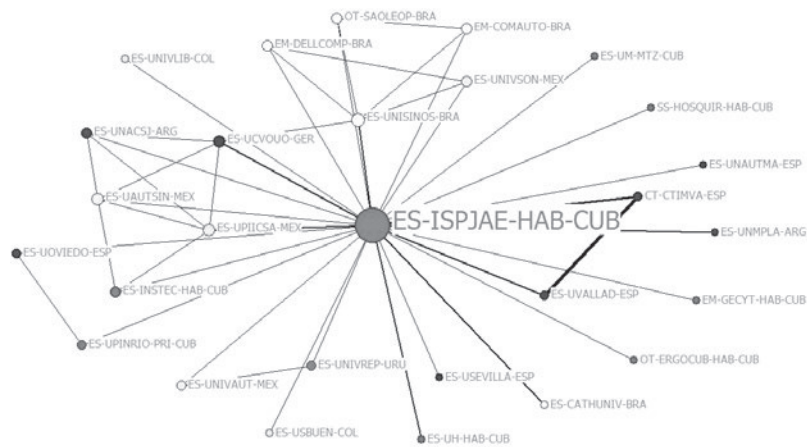 OT-SAOLEOP-BRA
EM-COMAUTO-BRA
EM-DELLCOMP-BRA
ES-UNIVLIB-COL
ES-UM-MTZ-CUB
ES-UNIVSON-MEX
SS-HOSQUIR-HAB-CUB
ES-UNISINOS-BRA
ES-UNACSJ-ARG
ES-UCVOUO-GER
ES-UNAUTMA-ESP
CT-CTIMVA-ESP
ES-UAUTSIN-MEX
ES-ISPJAE-HAB-CUB
ES-UPIICSA-MEX
ES-UNMPLA-ARG
ES-UOVIEDO-ESP
ES-INSTEC-HAB-CUB
ES-UVALLAD-ESP
EM-GECYT-HAB-CUB
ES-UPINRIO-PRI-CUB
OT-ERGOCUB-HAB-CUB
ES-UNIVREP-URU
ES-USEVILLA-ESP
ES-UNIVAUT-MEX
ES-CATHUNIV-BRA
ES-USBUEN-COL
ES-UH-HAB-CUB